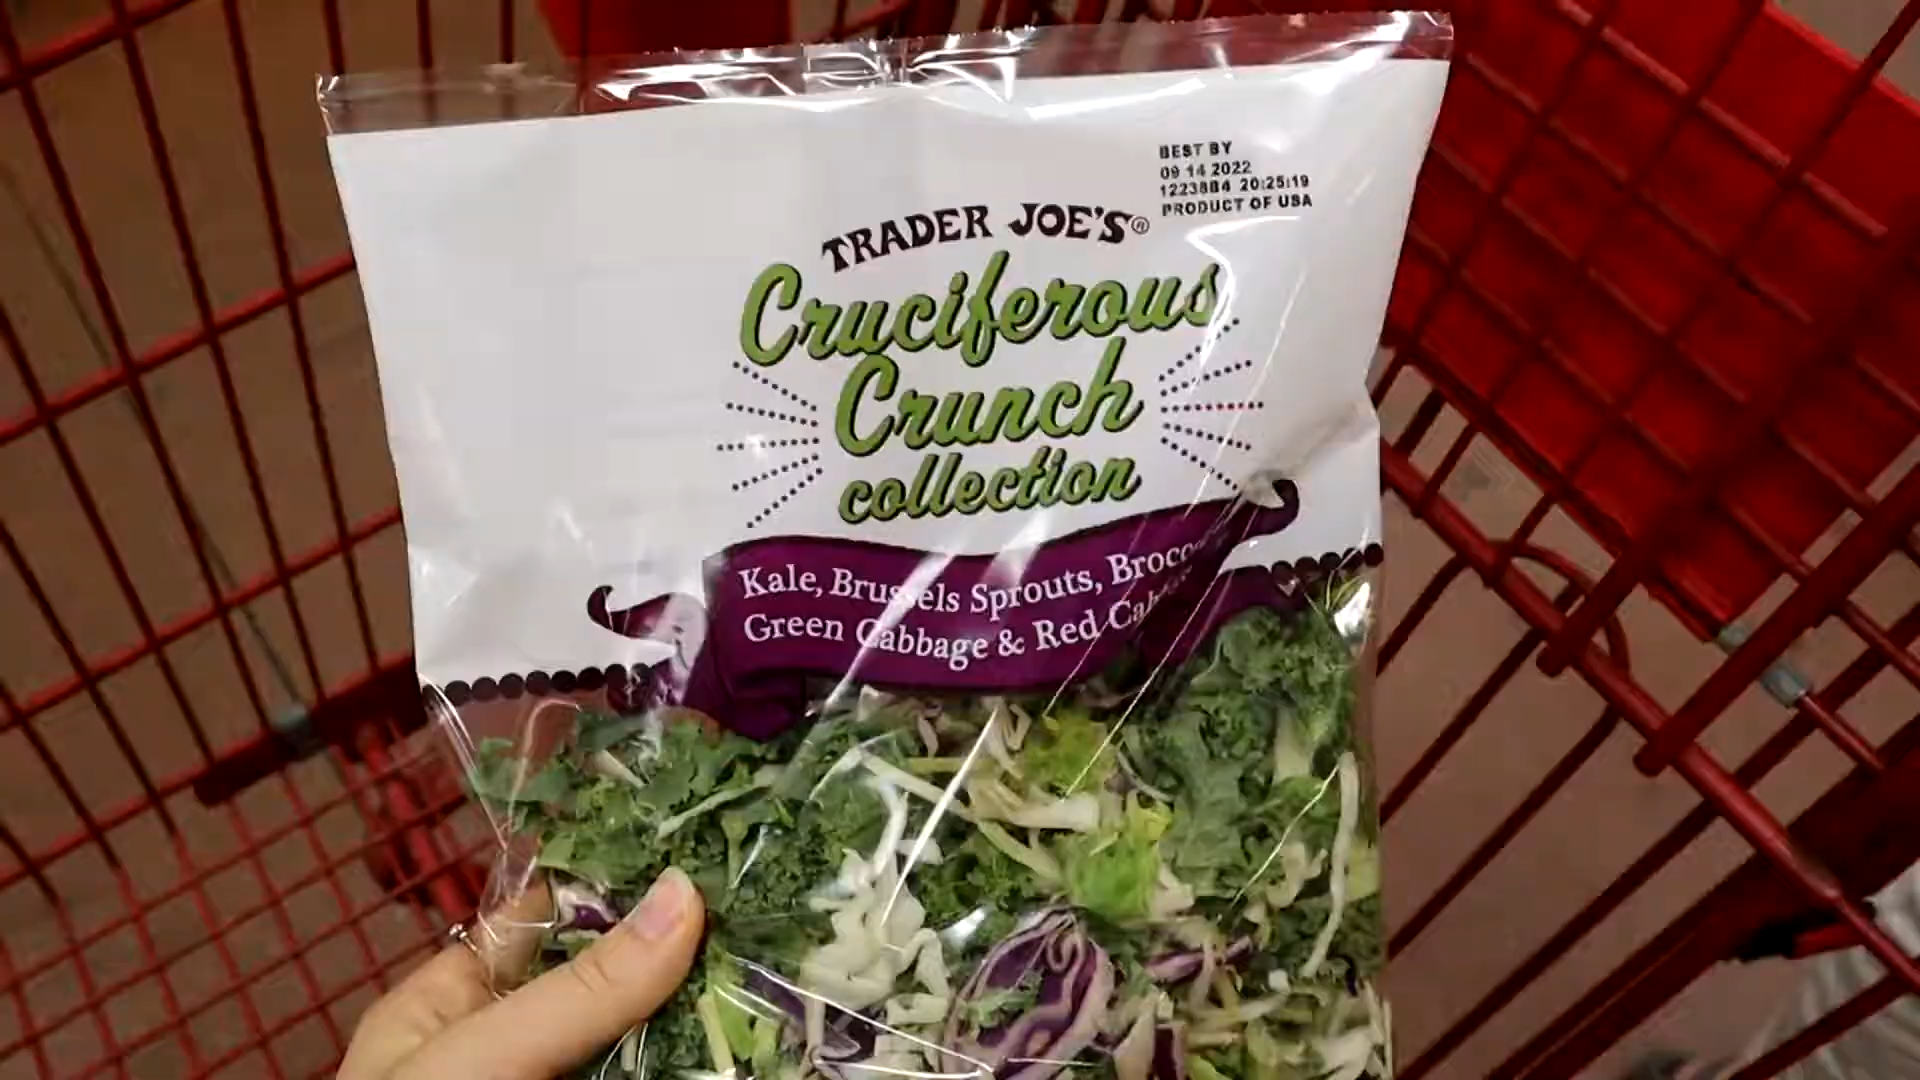 BEST BY
09 14 2022
1223884 20:25:19
PRODUCT OF USA
TRADER JOE'S®
Cruciferous
Crunch
collection
Kale, Brussels Sprouts,
Green Cabbage & Red